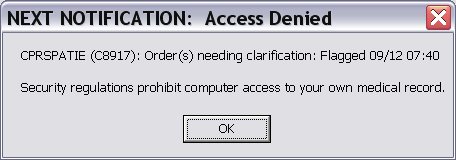 NEXT NOTIFICATION: Access Denied
CPRSPATIE (C8917): Order(s) needing clarification: Flagged 09/12 07:40
Security regulations prohibit computer access to your own medical record.
OK